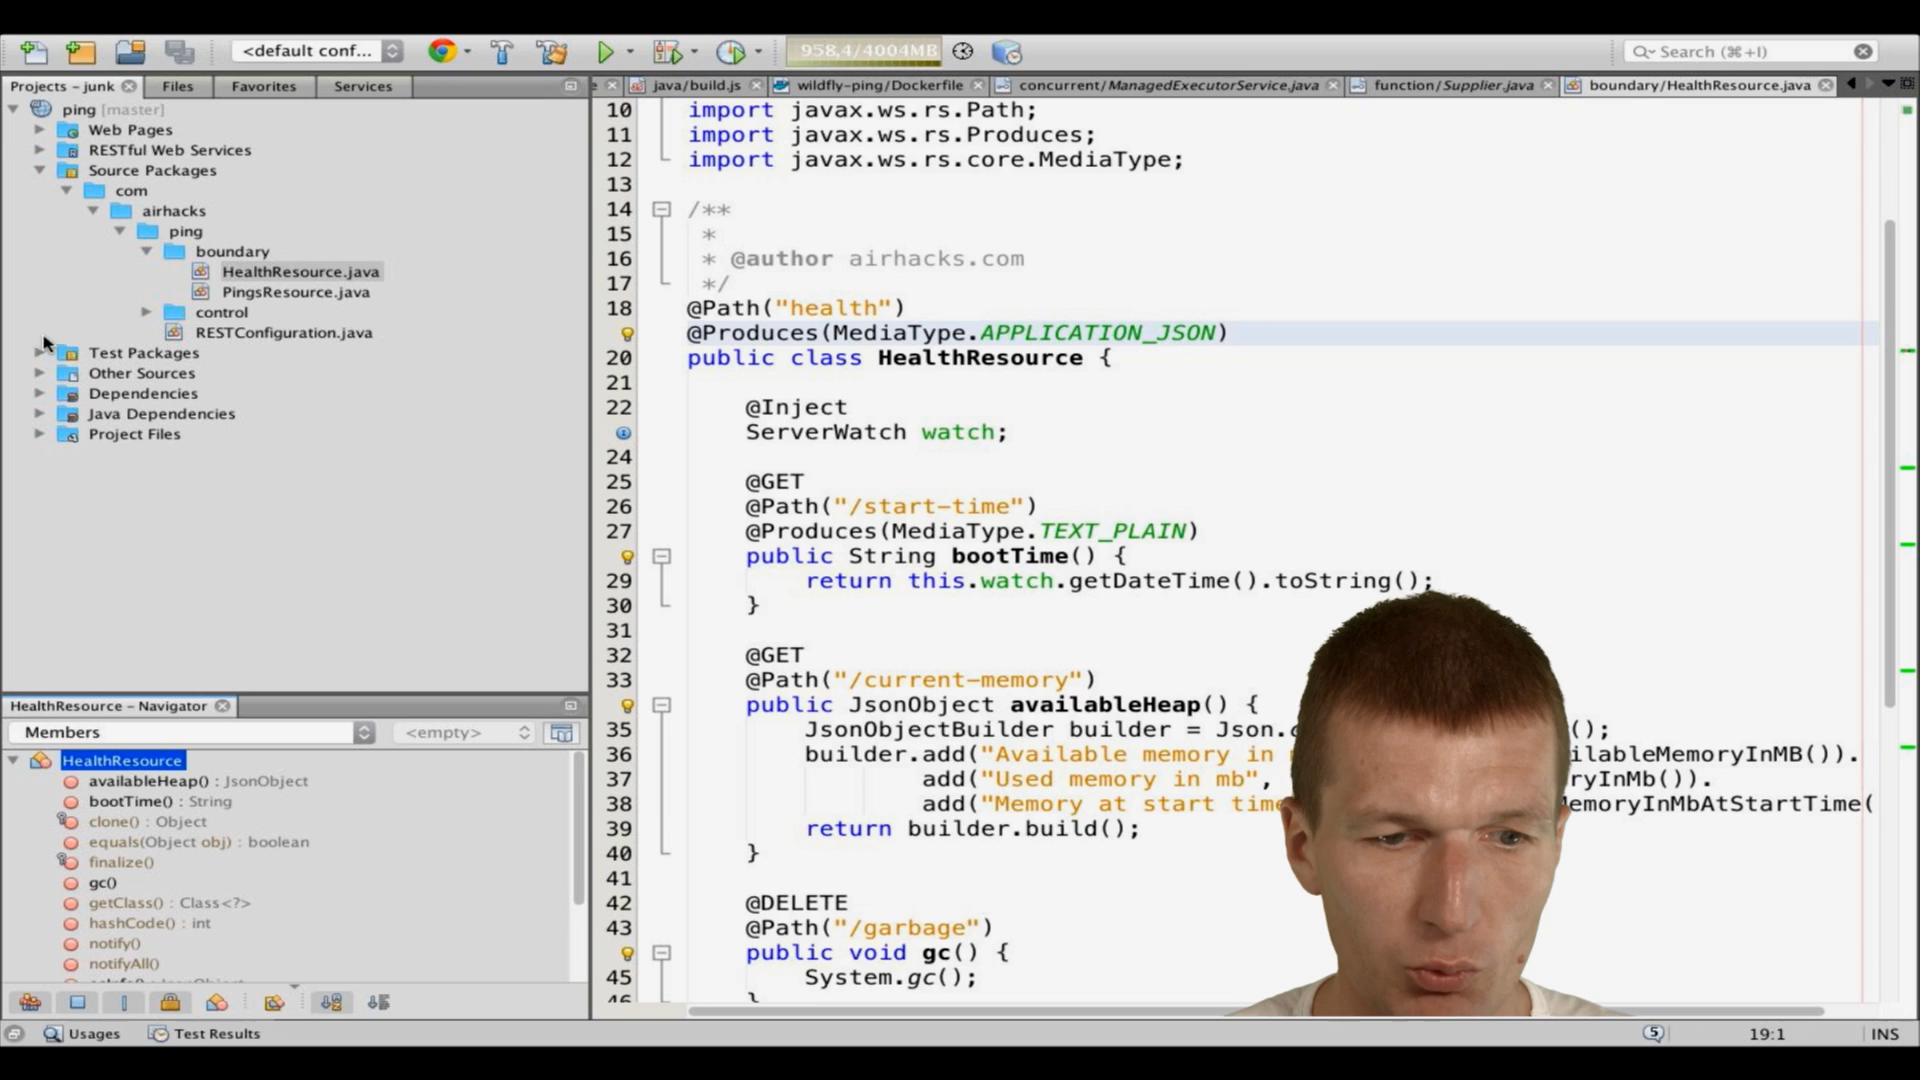 <default conf...
958,4/4004MB
Search (⌘+I)
Projects – junk
Files
Favorites
Services
ping [master]
Web Pages
RESTful Web Services
Source Packages
com
airhacks
ping
boundary
HealthResource.java
PingsResource.java
control
RESTConfiguration.java
Test Packages
Other Sources
Dependencies
Java Dependencies
Project Files
HealthResource – Navigator
Members
<empty>
HealthResource
availableHeap() : JsonObject
bootTime() : String
clone() : Object
equals(Object obj) : boolean
finalize()
gc()
getClass() : Class<?>
hashCode() : int
notify()
notifyAll()
e java/build.js wildfly-ping/Dockerfile concurrent/ManagedExecutorService.java function/Supplier.java boundary/HealthResource.java
10 import javax.ws.rs.Path;
11 import javax.ws.rs.Produces;
12 import javax.ws.rs.core.MediaType;
13
14 /**
15 *
16 * @author airhacks.com
17 */
18 @Path("health")
@Produces(MediaType.APPLICATION_JSON)
20 public class HealthResource {
21
22 @Inject
ServerWatch watch;
24
25 @GET
26 @Path("/start-time")
27 @Produces(MediaType.TEXT_PLAIN)
public String bootTime() {
29 return this.watch.getDateTime().toString();
30 }
31
32 @GET
33 @Path("/current-memory")
public JsonObject availableHeap() {
35 JsonObjectBuilder builder = Json. ();
36 builder.add("Available memory in ilableMemoryInMB()).
37 add("Used memory in mb", ryInMb()).
38 add("Memory at start time emoryInMbAtStartTime(
39 return builder.build();
40 }
41
42 @DELETE
43 @Path("/garbage")
public void gc() {
45 System.gc();
}
Usages
Test Results
5
19:1
INS